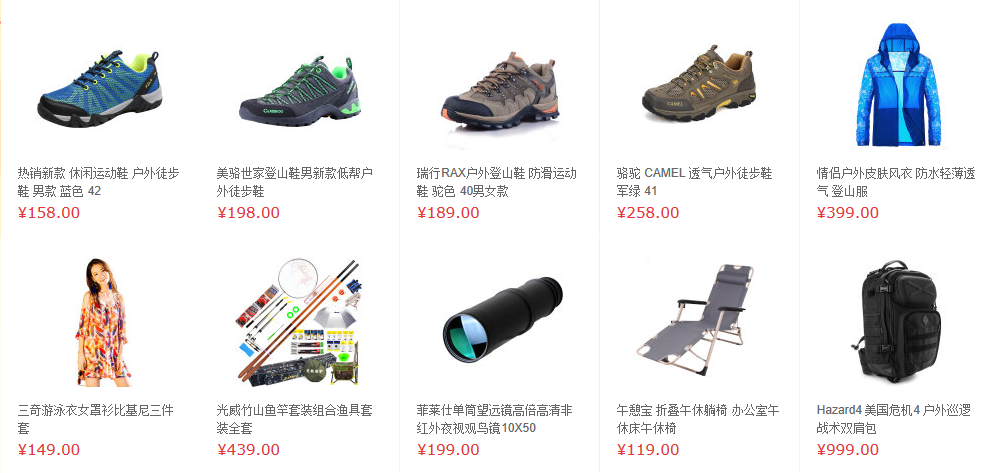 CAMEL
热销新款 休闲运动鞋 户外徒步
鞋 男款 蓝色 42
¥158.00
美骆世家登山鞋男新款低帮户
外徒步鞋
¥198.00
瑞行RAX户外登山鞋 防滑运动
鞋 驼色 40男女款
¥189.00
骆驼 CAMEL 透气户外徒步鞋
军绿 41
¥258.00
情侣户外皮肤风衣 防水轻薄透
气 登山服
¥399.00
三奇游泳衣女罩衫比基尼三件
套
¥149.00
光威竹山鱼竿套装组合渔具套
装全套
¥439.00
菲莱仕单筒望远镜高倍高清非
红外夜视观鸟镜10X50
¥199.00
午憩宝 折叠午休躺椅 办公室午
休床午休椅
¥119.00
Hazard4 美国危机4 户外巡逻
战术双肩包
¥999.00